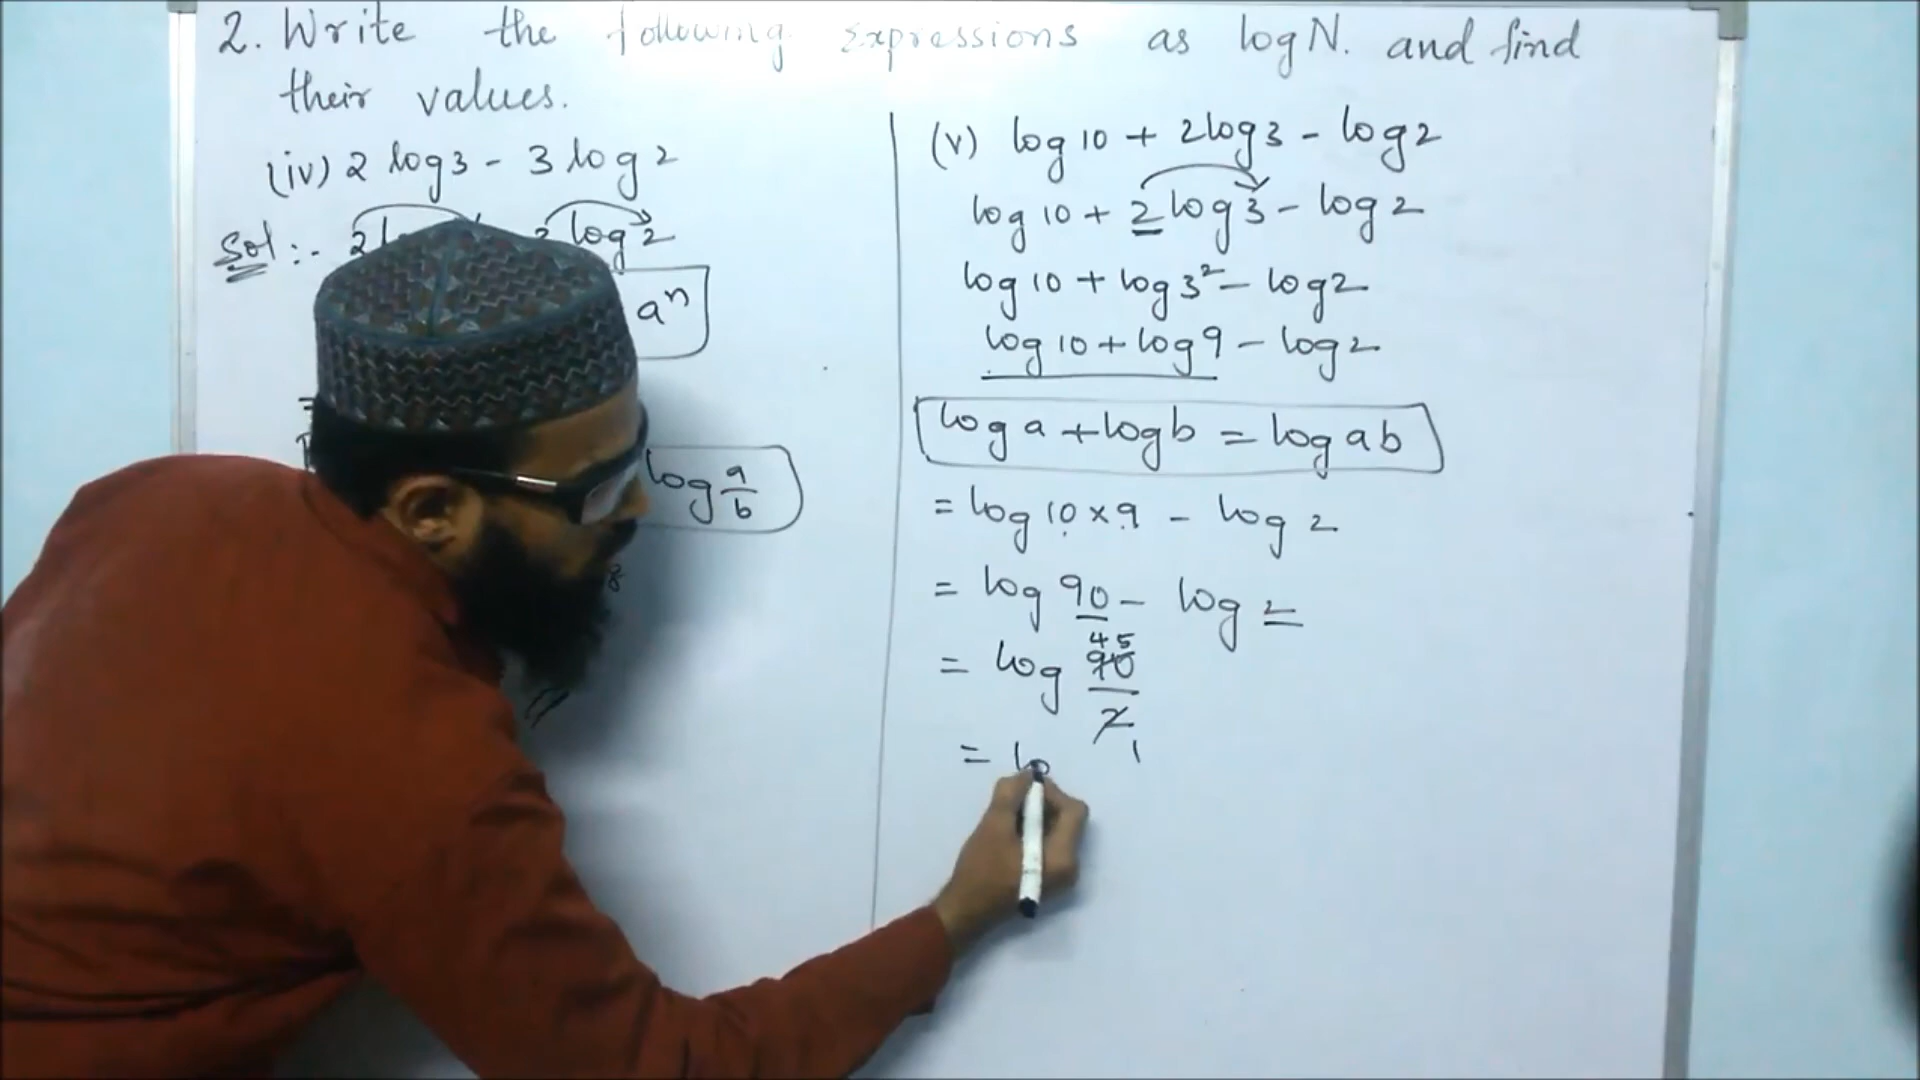 2. Write the following expressions as log N. and find
their values.
(iv) 2 log 3 - 3 log 2
Sol :- 2 log 2
aⁿ
log a/b
8
(v) log 10 + 2 log 3 - log 2
log 10 + 2 log 3 - log 2
log 10 + log 3² - log 2
log 10 + log 9 - log 2
log a + log b = log ab
= log 10 × 9 - log 2
= log 90 - log 2
45
= log 90/2
1
= lo